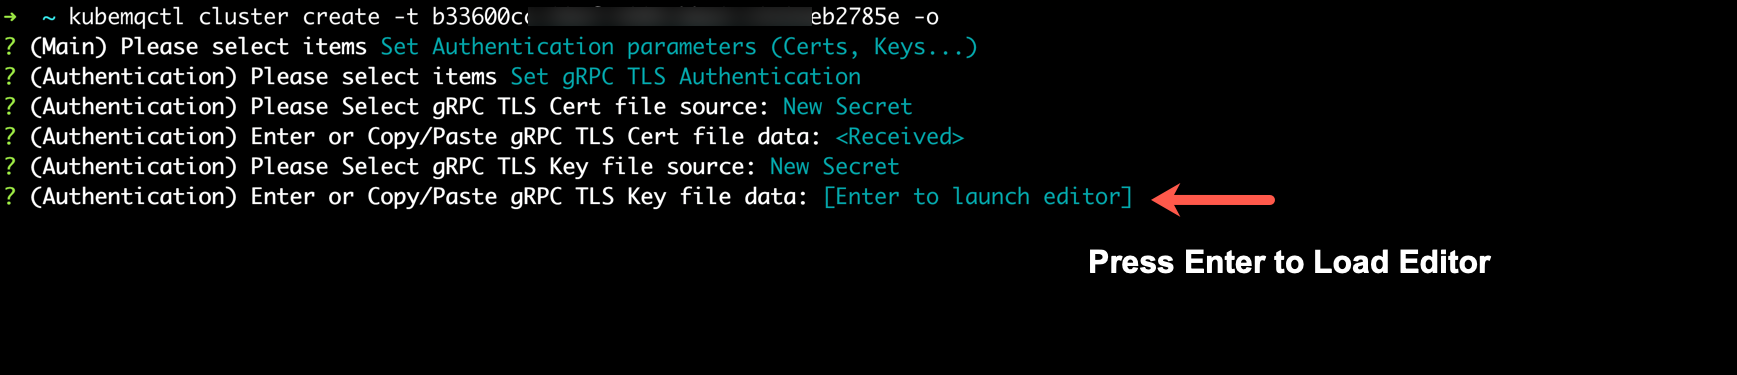 ➜ ~ kubemqctl cluster create -t b33600c eb2785e -o
? (Main) Please select items Set Authentication parameters (Certs, Keys...)
? (Authentication) Please select items Set gRPC TLS Authentication
? (Authentication) Please Select gRPC TLS Cert file source: New Secret
? (Authentication) Enter or Copy/Paste gRPC TLS Cert file data: <Received>
? (Authentication) Please Select gRPC TLS Key file source: New Secret
? (Authentication) Enter or Copy/Paste gRPC TLS Key file data: [Enter to launch editor]
Press Enter to Load Editor